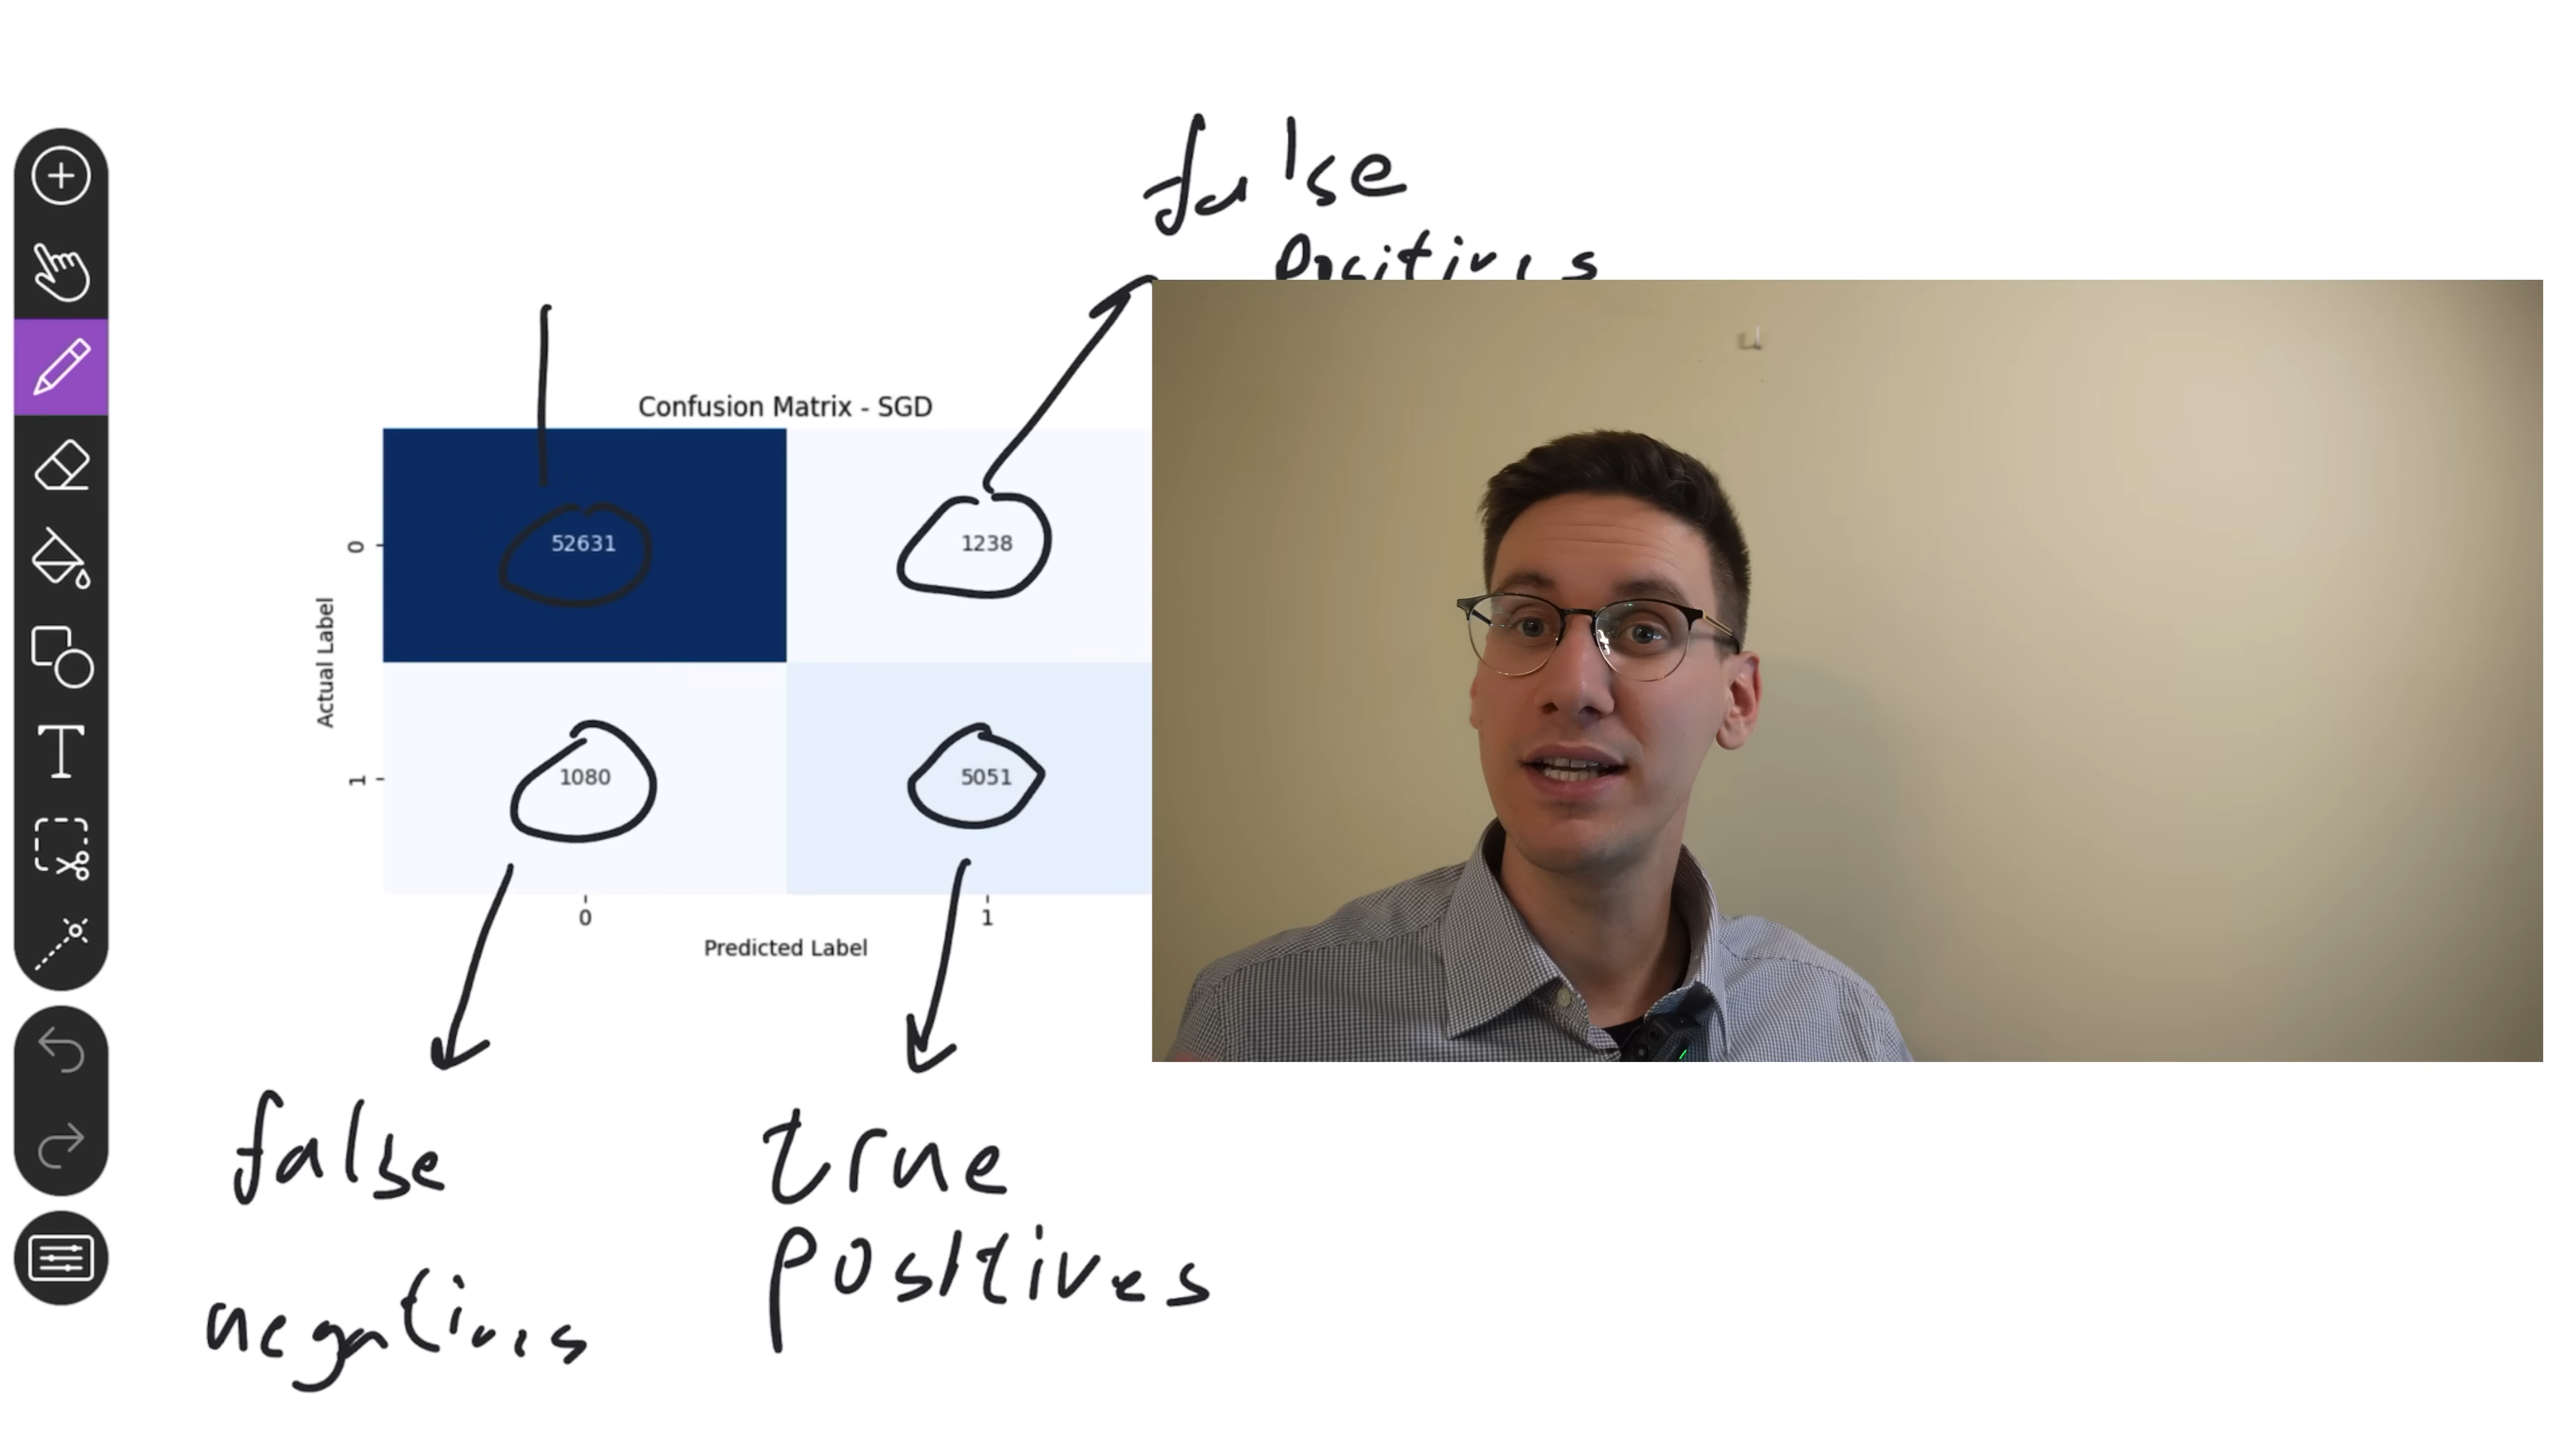 false
positives
Confusion Matrix - SGD
52631
1238
0
Actual Label
1080
5051
1
0
1
Predicted Label
false
negatives
true
positives